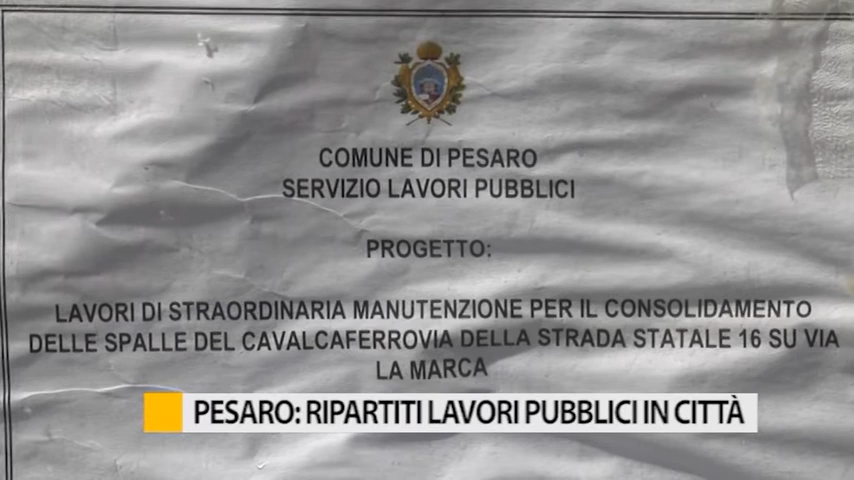 COMUNE DI PESARO
SERVIZIO LAVORI PUBBLICI
PROGETTO:
LAVORI DI STRAORDINARIA MANUTENZIONE PER IL CONSOLIDAMENTO
DELLE SPALLE DEL CAVALCAFERROVIA DELLA STRADA STATALE 16 SU VIA
LA MARCA
PESARO: RIPARTITI LAVORI PUBBLICI IN CITTÀ